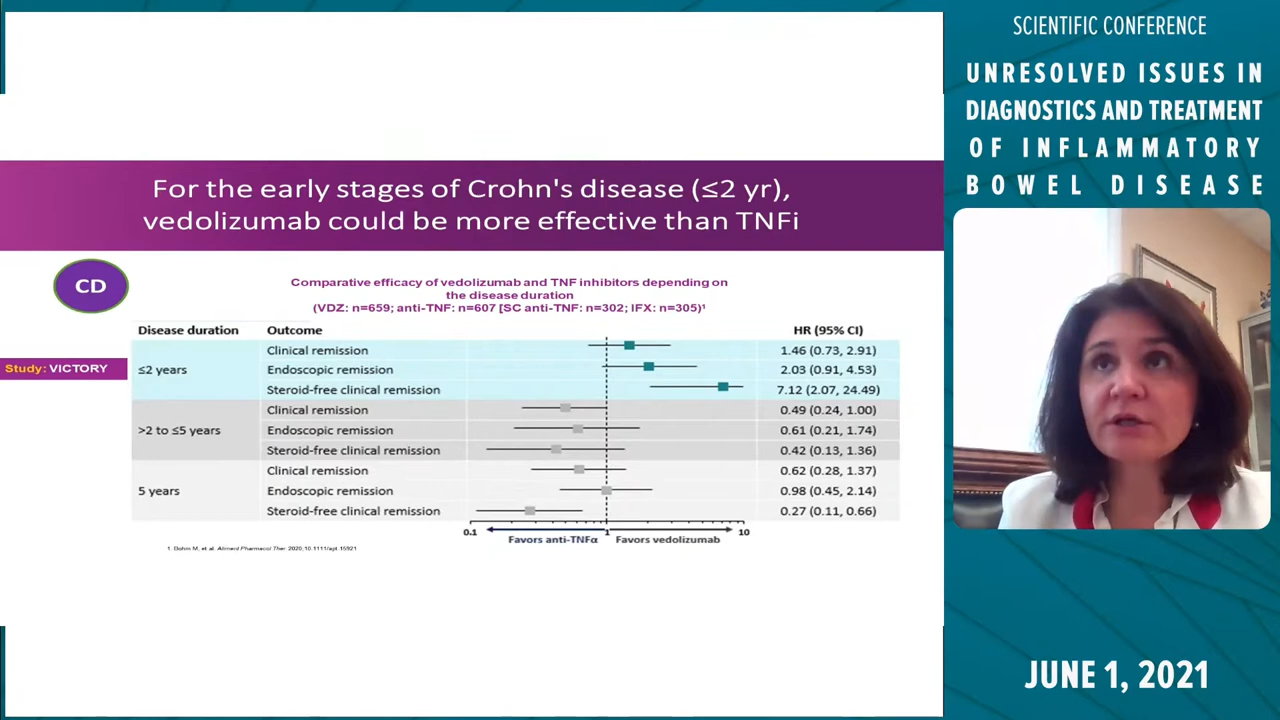 SCIENTIFIC CONFERENCE
UNRESOLVED ISSUES IN
DIAGNOSTICS AND TREATMENT
OF INFLAMMATORY
BOWEL DISEASE
For the early stages of Crohn's disease (≤2 yr),
vedolizumab could be more effective than TNFi
CD
Comparative efficacy of vedolizumab and TNF inhibitors depending on
the disease duration
(VDZ: n=659; anti-TNF: n=607 [SC anti-TNF: n=302; IFX: n=305)¹
Study: VICTORY
Disease duration Outcome HR (95% CI)
≤2 years
Clinical remission 1.46 (0.73, 2.91)
Endoscopic remission 2.03 (0.91, 4.53)
Steroid-free clinical remission 7.12 (2.07, 24.49)
>2 to ≤5 years
Clinical remission 0.49 (0.24, 1.00)
Endoscopic remission 0.61 (0.21, 1.74)
Steroid-free clinical remission 0.42 (0.13, 1.36)
5 years
Clinical remission 0.62 (0.28, 1.37)
Endoscopic remission 0.98 (0.45, 2.14)
Steroid-free clinical remission 0.27 (0.11, 0.66)
0.1 1 10
Favors anti-TNFα Favors vedolizumab
1. Bohm M, et al. Aliment Pharmacol Ther. 2020;10.1111/apt.15921
JUNE 1, 2021